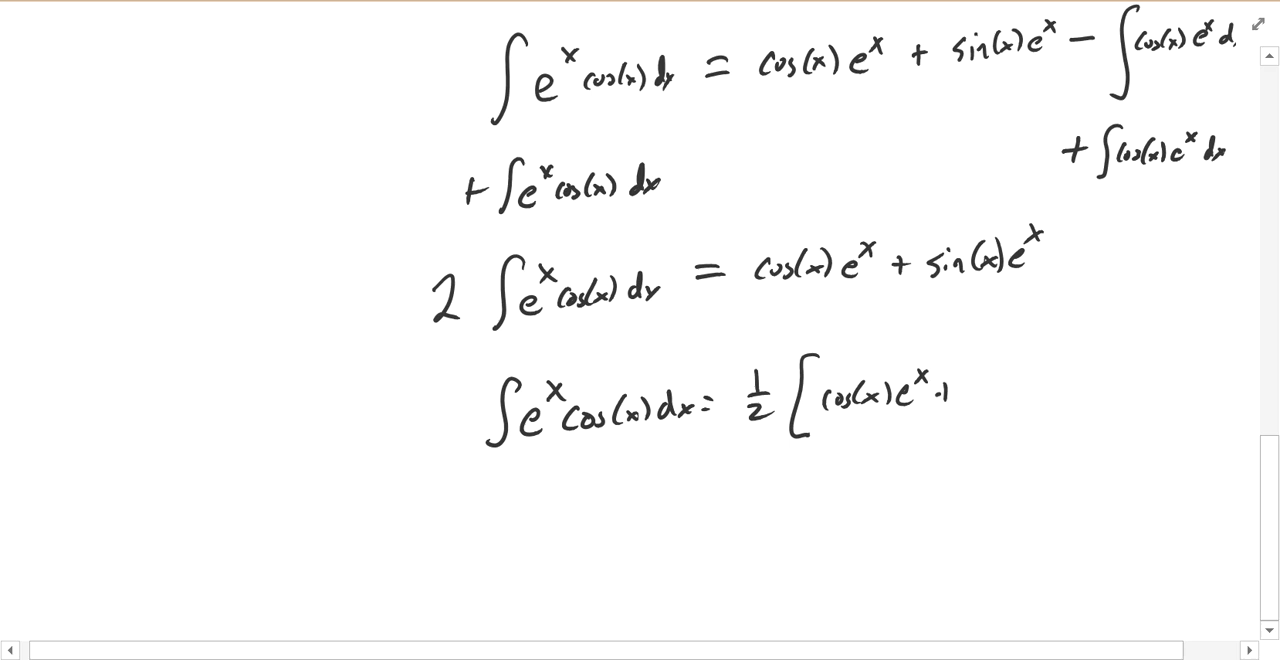 ∫ e^x cos(x) dx = cos(x) e^x + sin(x) e^x − ∫ cos(x) e^x d
+ ∫ e^x cos(x) dx + ∫ cos(x) e^x dx
2 ∫ e^x cos(x) dx = cos(x) e^x + sin(x) e^x
∫ e^x cos(x) dx = 1/2 [ cos(x) e^x